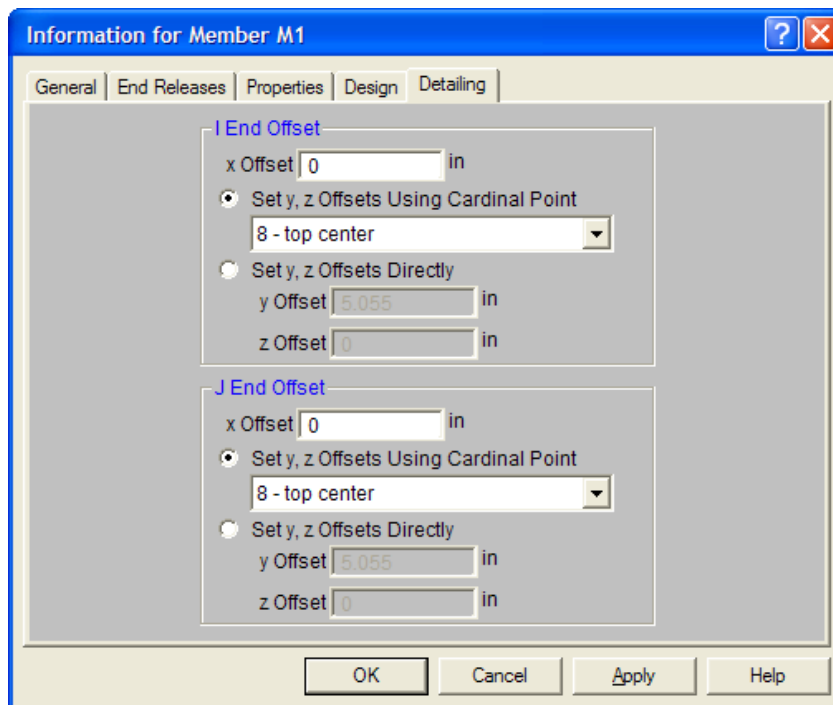 Information for Member M1
General End Releases Properties Design Detailing
I End Offset
x Offset 0 in
Set y, z Offsets Using Cardinal Point
8 - top center
Set y, z Offsets Directly
y Offset 5.055 in
z Offset 0 in
J End Offset
x Offset 0 in
Set y, z Offsets Using Cardinal Point
8 - top center
Set y, z Offsets Directly
y Offset 5.055 in
z Offset 0 in
OK Cancel Apply Help